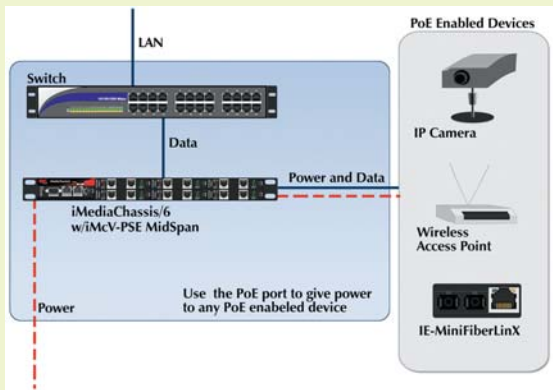 LAN
PoE Enabled Devices
Switch
IP Camera
Data
Power and Data
iMediaChassis/6
w/iMcV-PSE MidSpan
Wireless
Access Point
Power
Use the PoE port to give power
to any PoE enabeled device
IE-MiniFiberLinX